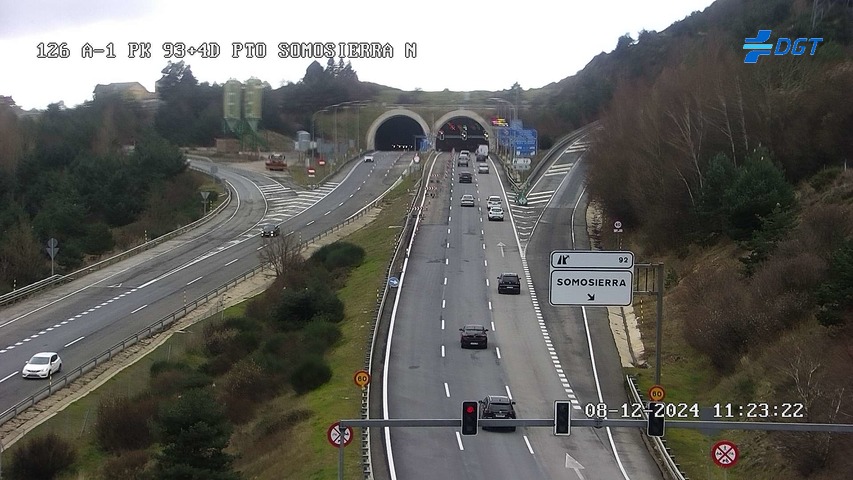 126 A-1 PK 93+4D PTO SOMOSIERRA N
DGT
92
SOMOSIERRA
60
60
08-12-2024 11:23:22